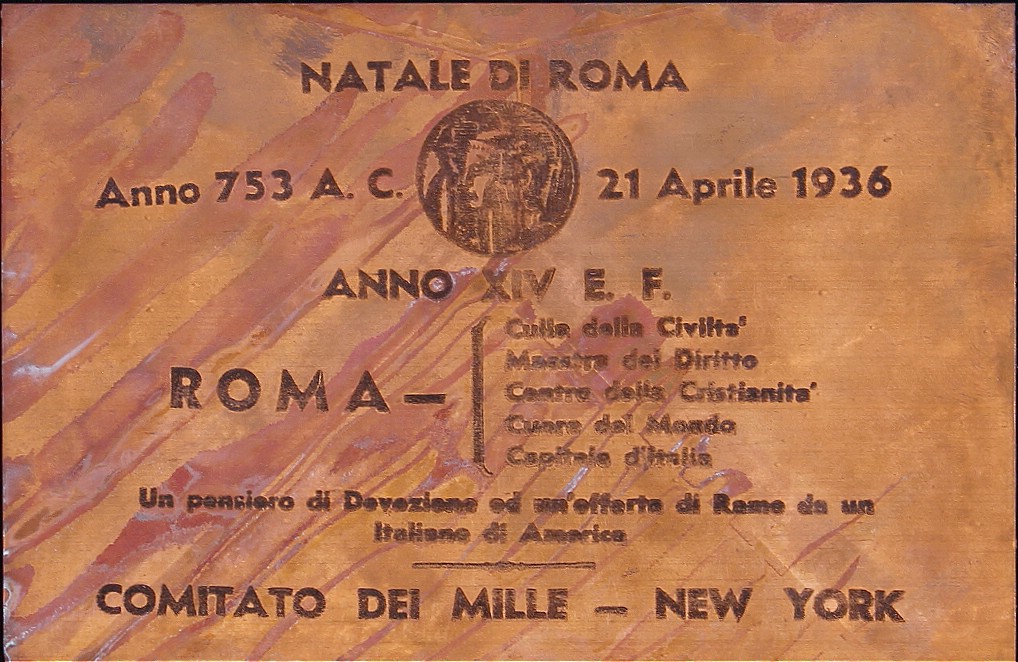 NATALE DI ROMA
Anno 753 A. C. 21 Aprile 1936
ANNO XIV E. F.
ROMA —
Culla della Civilta'
Maestra del Diritto
Centro della Cristianita'
Cuore del Mondo
Capitale d'Italia
Un pensiero di Devozione ed un'offerta di Rame da un
Italiano di America
COMITATO DEI MILLE — NEW YORK